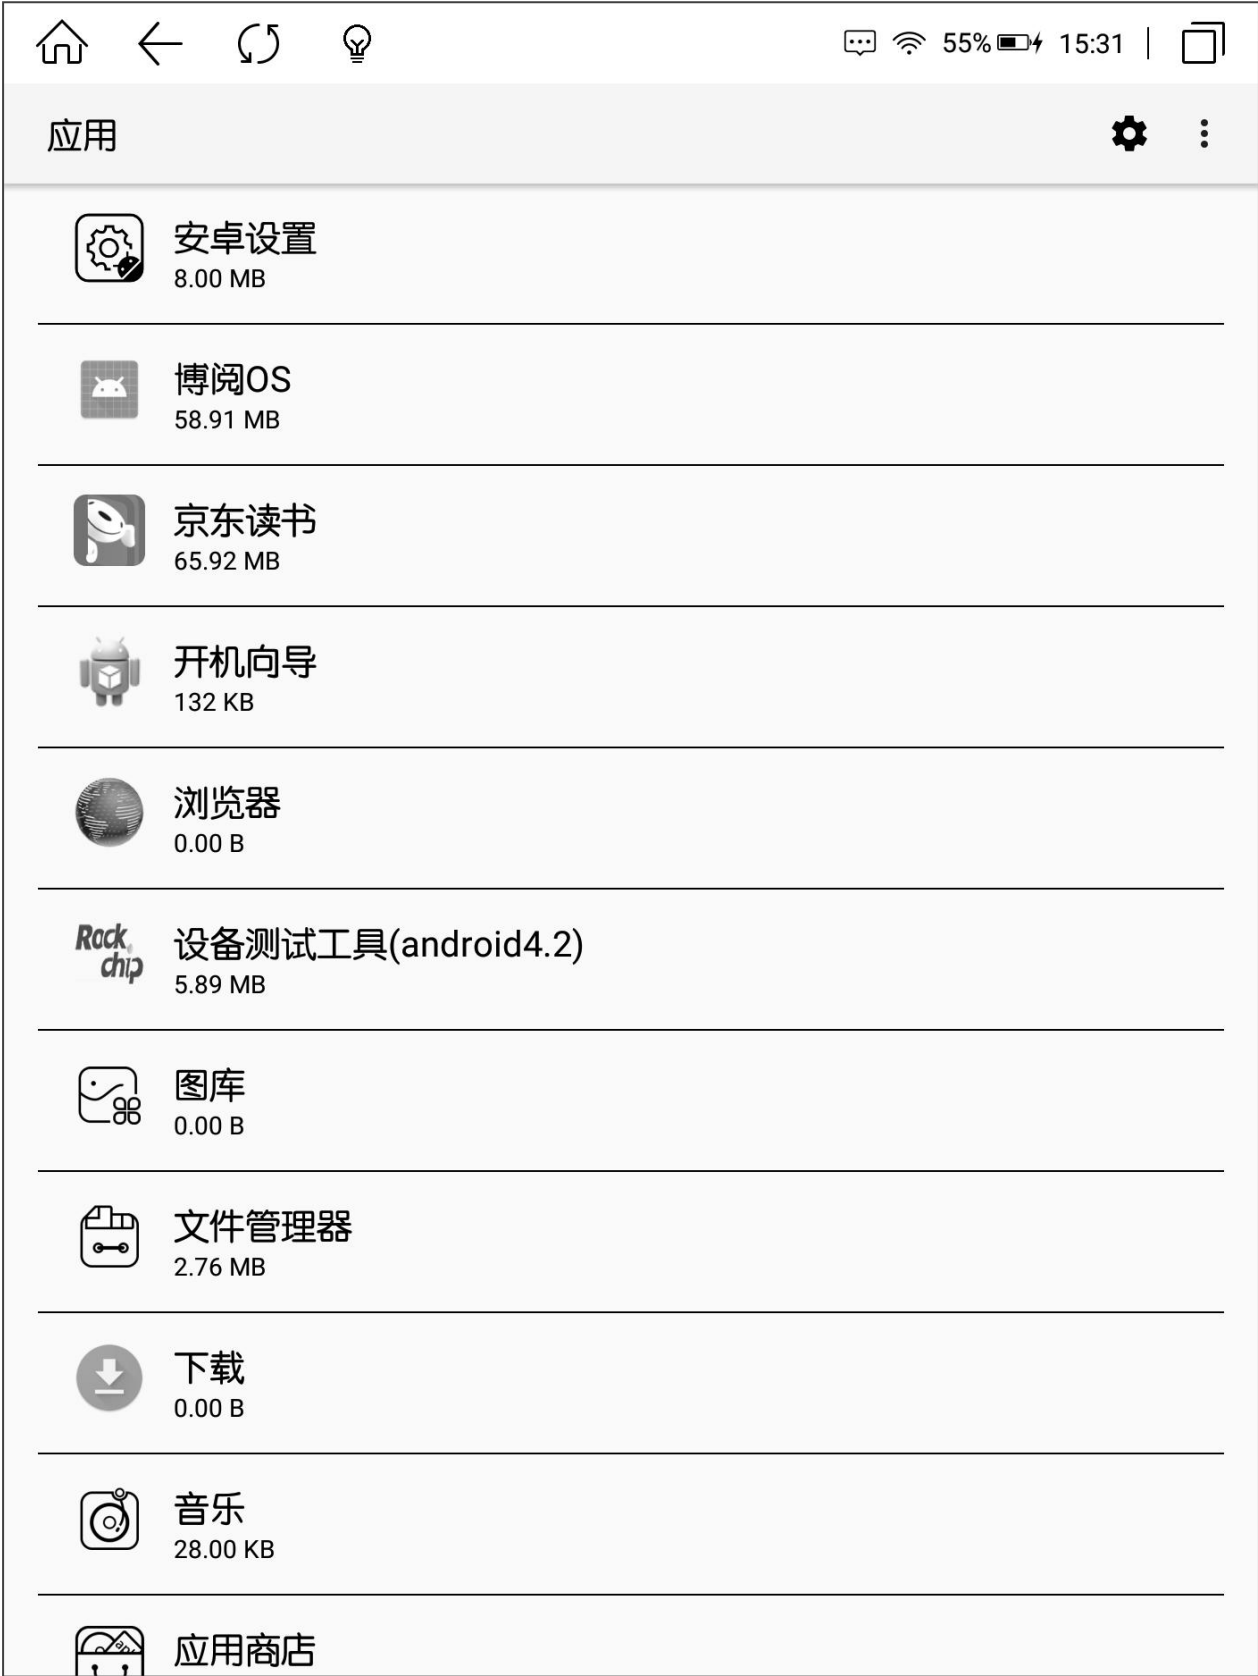 55% 15:31
应用
安卓设置
8.00 MB
博阅OS
58.91 MB
京东读书
65.92 MB
开机向导
132 KB
浏览器
0.00 B
Rock
chip
设备测试工具(android4.2)
5.89 MB
图库
0.00 B
文件管理器
2.76 MB
下载
0.00 B
音乐
28.00 KB
应用商店